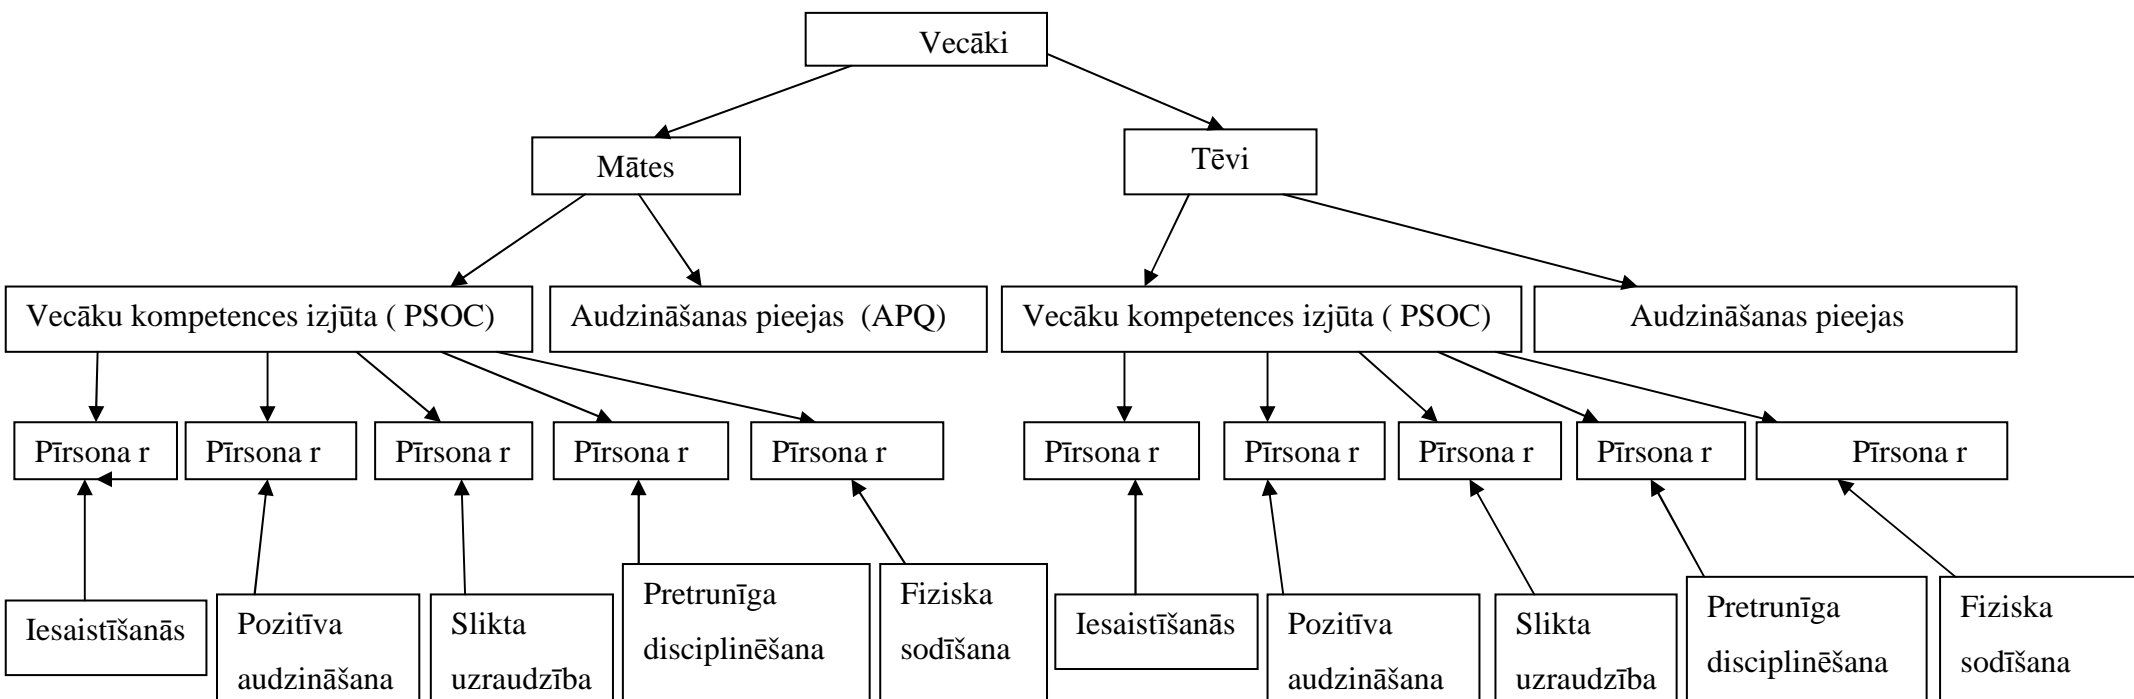 Vecāki
Mātes
Tēvi
Vecāku kompetences izjūta ( PSOC)
Audzināšanas pieejas (APQ)
Vecāku kompetences izjūta ( PSOC)
Audzināšanas pieejas
Pīrsona r
Pīrsona r
Pīrsona r
Pīrsona r
Pīrsona r
Pīrsona r
Pīrsona r
Pīrsona r
Pīrsona r
Pīrsona r
Iesaistīšanās
Pozitīva
audzināšana
Slikta
uzraudzība
Pretrunīga
disciplinēšana
Fiziska
sodīšana
Iesaistīšanās
Pozitīva
audzināšana
Slikta
uzraudzība
Pretrunīga
disciplinēšana
Fiziska
sodīšana